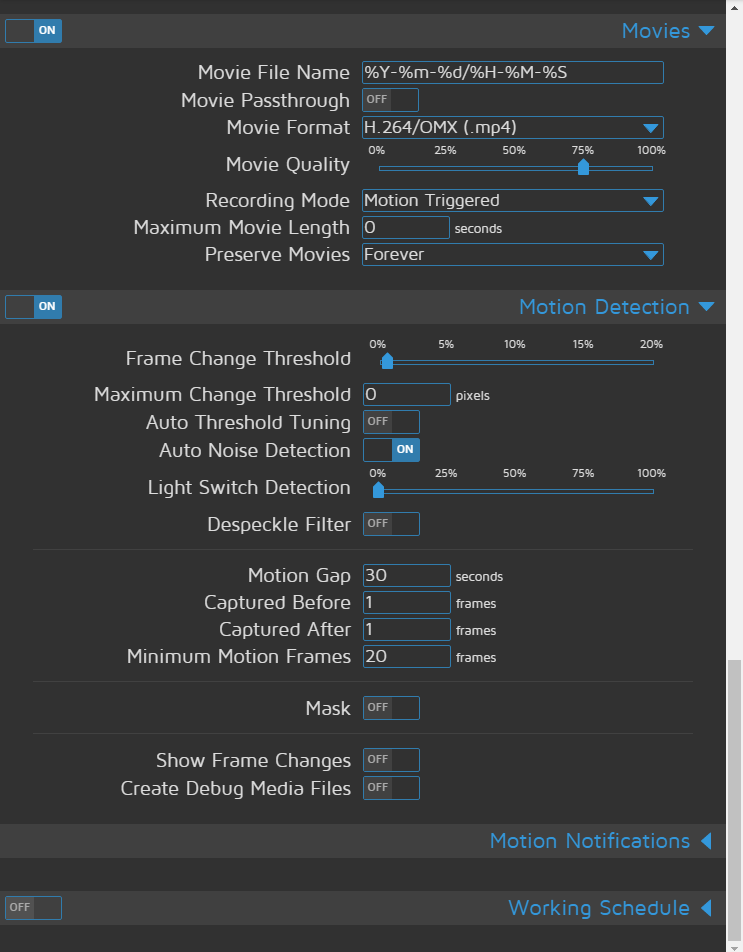 ON Movies
Movie File Name %Y-%m-%d/%H-%M-%S
Movie Passthrough OFF
Movie Format H.264/OMX (.mp4)
0% 25% 50% 75% 100%
Movie Quality
Recording Mode Motion Triggered
Maximum Movie Length 0 seconds
Preserve Movies Forever
ON Motion Detection
0% 5% 10% 15% 20%
Frame Change Threshold
Maximum Change Threshold 0 pixels
Auto Threshold Tuning OFF
Auto Noise Detection ON
0% 25% 50% 75% 100%
Light Switch Detection
Despeckle Filter OFF
Motion Gap 30 seconds
Captured Before 1 frames
Captured After 1 frames
Minimum Motion Frames 20 frames
Mask OFF
Show Frame Changes OFF
Create Debug Media Files OFF
Motion Notifications
OFF Working Schedule